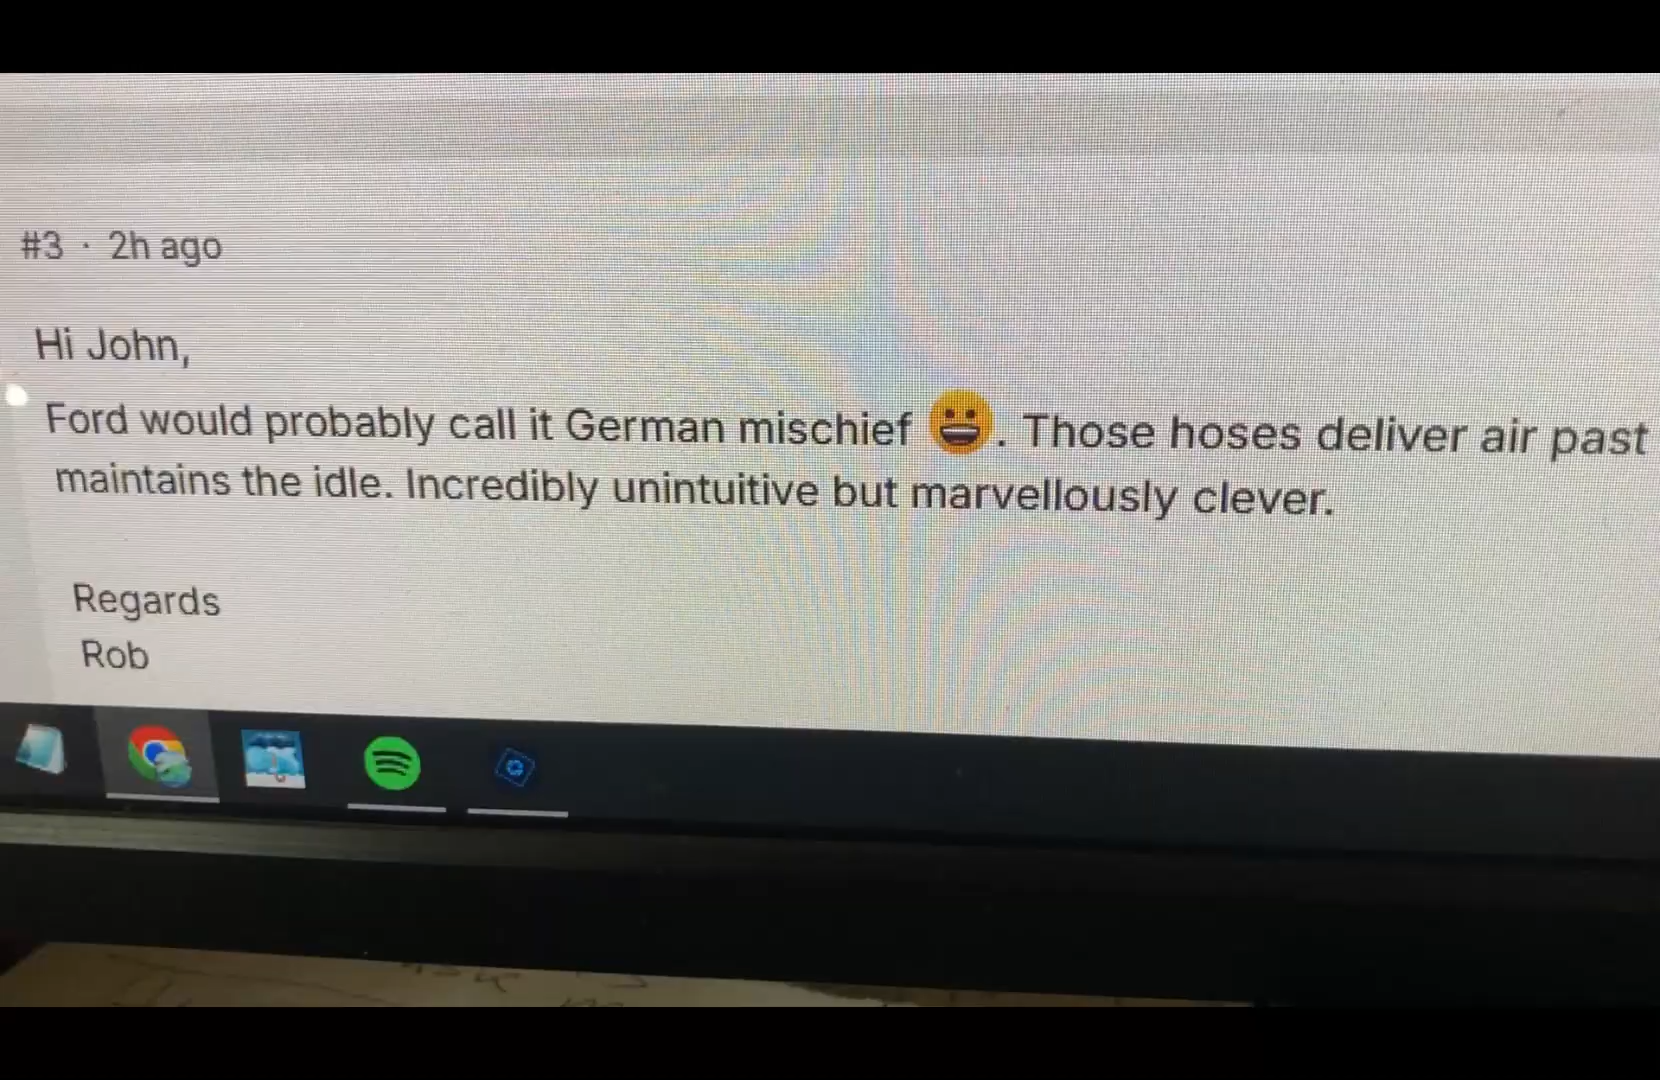 #3 · 2h ago
Hi John,
Ford would probably call it German mischief 😃. Those hoses deliver air past
maintains the idle. Incredibly unintuitive but marvellously clever.
Regards
Rob